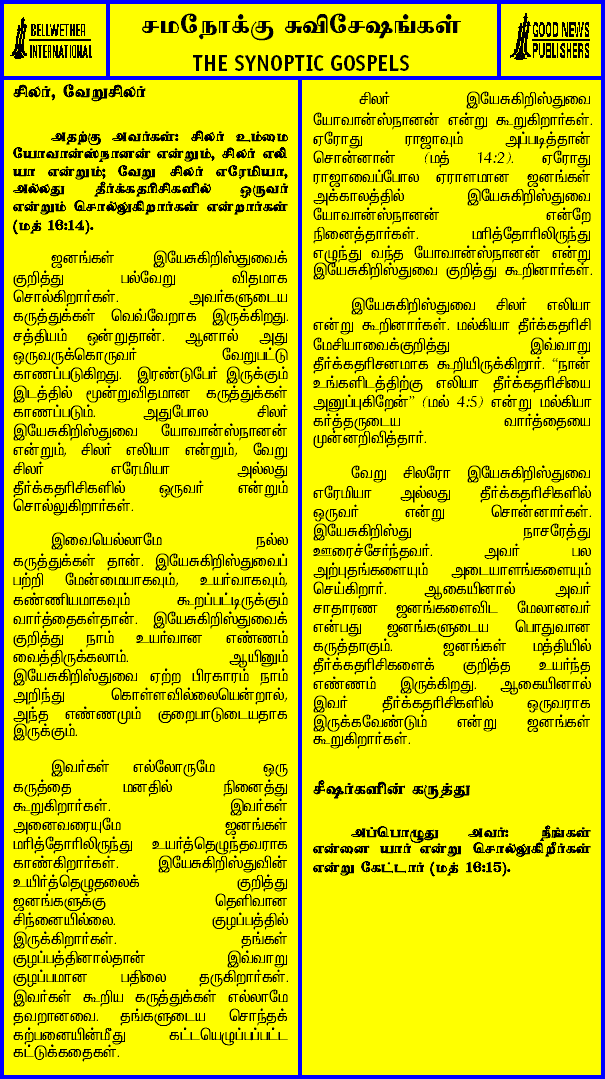 BELLWETHER
INTERNATIONAL
சமநோக்கு சுவிசேஷங்கள்
THE SYNOPTIC GOSPELS
GOOD NEWS
PUBLISHERS
சிலர், வேறுசிலர்
அதற்கு அவர்கள்: சிலர் உம்மை
யோவான்ஸ்நானன் என்றும், சிலர் எலி
யா என்றும்; வேறு சிலர் எரேமியா,
அல்லது தீர்க்கதரிசிகளில் ஒருவர்
என்றும் சொல்லுகிறார்கள் என்றார்கள்
(மத் 16:14).
ஜனங்கள் இயேசுகிறிஸ்துவைக்
குறித்து பல்வேறு விதமாக
சொல்கிறார்கள். அவர்களுடைய
கருத்துக்கள் வெவ்வேறாக இருக்கிறது.
சத்தியம் ஒன்றுதான். ஆனால் அது
ஒருவருக்கொருவர் வேறுபட்டு
காணப்படுகிறது. இரண்டுபேர் இருக்கும்
இடத்தில் மூன்றுவிதமான கருத்துக்கள்
காணப்படும். அதுபோல சிலர்
இயேசுகிறிஸ்துவை யோவான்ஸ்நானன்
என்றும், சிலர் எலியா என்றும், வேறு
சிலர் எரேமியா அல்லது
தீர்க்கதரிசிகளில் ஒருவர் என்றும்
சொல்லுகிறார்கள்.
இவையெல்லாமே நல்ல
கருத்துக்கள் தான். இயேசுகிறிஸ்துவைப்
பற்றி மேன்மையாகவும், உயர்வாகவும்,
கண்ணியமாகவும் கூறப்பட்டிருக்கும்
வார்த்தைகள்தான். இயேசுகிறிஸ்துவைக்
குறித்து நாம் உயர்வான எண்ணம்
வைத்திருக்கலாம். ஆயினும்
இயேசுகிறிஸ்துவை ஏற்ற பிரகாரம் நாம்
அறிந்து கொள்ளவில்லையென்றால்,
அந்த எண்ணமும் குறைபாடுடையதாக
இருக்கும்.
இவர்கள் எல்லோருமே ஒரு
கருத்தை மனதில் நினைத்து
கூறுகிறார்கள். இவர்கள்
அனைவரையுமே ஜனங்கள்
மரித்தோரிலிருந்து உயர்த்தெழுந்தவராக
காண்கிறார்கள். இயேசுகிறிஸ்துவின்
உயிர்த்தெழுதலைக் குறித்து
ஜனங்களுக்கு தெளிவான
சிந்னையில்லை. குழப்பத்தில்
இருக்கிறார்கள். தங்கள்
குழப்பத்தினால்தான் இவ்வாறு
குழப்பமான பதிலை தருகிறார்கள்.
இவர்கள் கூறிய கருத்துக்கள் எல்லாமே
தவறானவை. தங்களுடைய சொந்தக்
கற்பனையின்மீது கட்டயெழுப்பப்பட்ட
கட்டுக்கதைகள்.
சிலர் இயேசுகிறிஸ்துவை
யோவான்ஸ்நானன் என்று கூறுகிறார்கள்.
ஏரோது ராஜாவும் அப்படித்தான்
சொன்னான் (மத் 14:2). ஏரோது
ராஜாவைப்போல ஏராளமான ஜனங்கள்
அக்காலத்தில் இயேசுகிறிஸ்துவை
யோவான்ஸ்நானன் என்றே
நினைத்தார்கள். மரித்தோரிலிருந்து
எழுந்து வந்த யோவான்ஸ்நானன் என்று
இயேசுகிறிஸ்துவை குறித்து கூறினார்கள்.
இயேசுகிறிஸ்துவை சிலர் எலியா
என்று கூறினார்கள். மல்கியா தீர்க்கதரிசி
மேசியாவைக்குறித்து இவ்வாறு
தீர்க்கதரிசனமாக கூறியிருக்கிறார். “நான்
உங்களிடத்திற்கு எலியா தீர்க்கதரிசியை
அனுப்புகிறேன்” (மல் 4:5) என்று மல்கியா
கர்த்தருடைய வார்த்தையை
முன்னறிவித்தார்.
வேறு சிலரோ இயேசுகிறிஸ்துவை
எரேமியா அல்லது தீர்க்கதரிசிகளில்
ஒருவர் என்று சொன்னார்கள்.
இயேசுகிறிஸ்து நாசரேத்து
ஊரைச்சேர்ந்தவர். அவர் பல
அற்புதங்களையும் அடையாளங்களையும்
செய்கிறார். ஆகையினால் அவர்
சாதாரண ஜனங்களைவிட மேலானவர்
என்பது ஜனங்களுடைய பொதுவான
கருத்தாகும். ஜனங்கள் மத்தியில்
தீர்க்கதரிசிகளைக் குறித்த உயர்ந்த
எண்ணம் இருக்கிறது. ஆகையினால்
இவர் தீர்க்கதரிசிகளில் ஒருவராக
இருக்கவேண்டும் என்று ஜனங்கள்
கூறுகிறார்கள்.
சீஷர்களின் கருத்து
அப்பொழுது அவர்: நீங்கள்
என்னை யார் என்று சொல்லுகிறீர்கள்
என்று கேட்டார் (மத் 16:15).